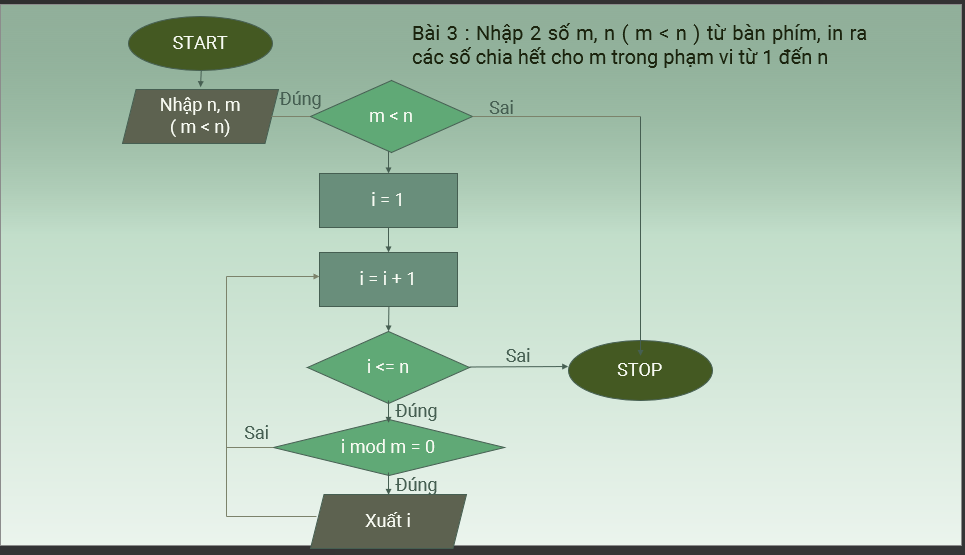 START
Bài 3 : Nhập 2 số m, n ( m < n ) từ bàn phím, in ra
các số chia hết cho m trong phạm vi từ 1 đến n
Nhập n, m
( m < n)
Đúng
m < n
Sai
i = 1
i = i + 1
i <= n
Sai
STOP
Đúng
Sai
i mod m = 0
Đúng
Xuất i